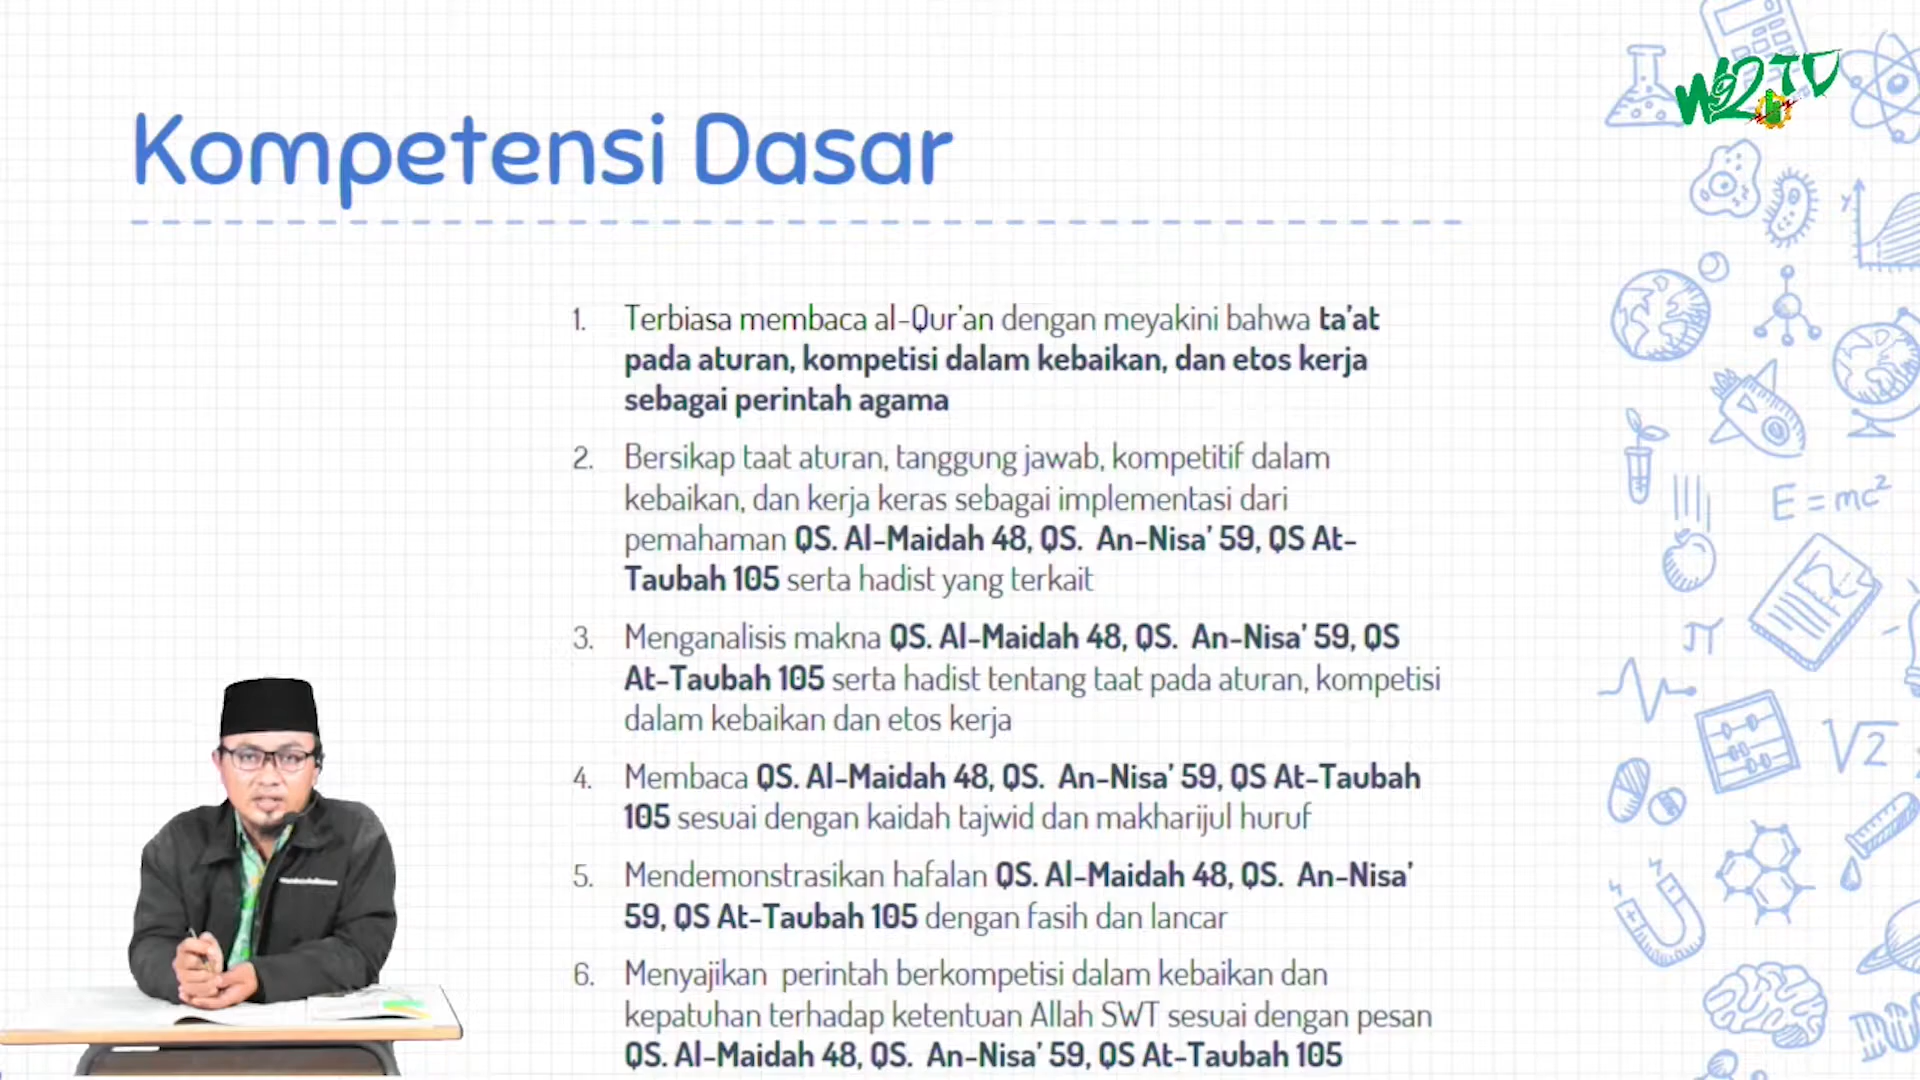 W92TV
Kompetensi Dasar
1. Terbiasa membaca al-Qur'an dengan meyakini bahwa ta'at
pada aturan, kompetisi dalam kebaikan, dan etos kerja
sebagai perintah agama
2. Bersikap taat aturan, tanggung jawab, kompetitif dalam
kebaikan, dan kerja keras sebagai implementasi dari
pemahaman QS. Al-Maidah 48, QS. An-Nisa' 59, QS At-
Taubah 105 serta hadist yang terkait
3. Menganalisis makna QS. Al-Maidah 48, QS. An-Nisa' 59, QS
At-Taubah 105 serta hadist tentang taat pada aturan, kompetisi
dalam kebaikan dan etos kerja
4. Membaca QS. Al-Maidah 48, QS. An-Nisa' 59, QS At-Taubah
105 sesuai dengan kaidah tajwid dan makharijul huruf
5. Mendemonstrasikan hafalan QS. Al-Maidah 48, QS. An-Nisa'
59, QS At-Taubah 105 dengan fasih dan lancar
6. Menyajikan perintah berkompetisi dalam kebaikan dan
kepatuhan terhadap ketentuan Allah SWT sesuai dengan pesan
QS. Al-Maidah 48, QS. An-Nisa' 59, QS At-Taubah 105
y
E = mc²
π
√2